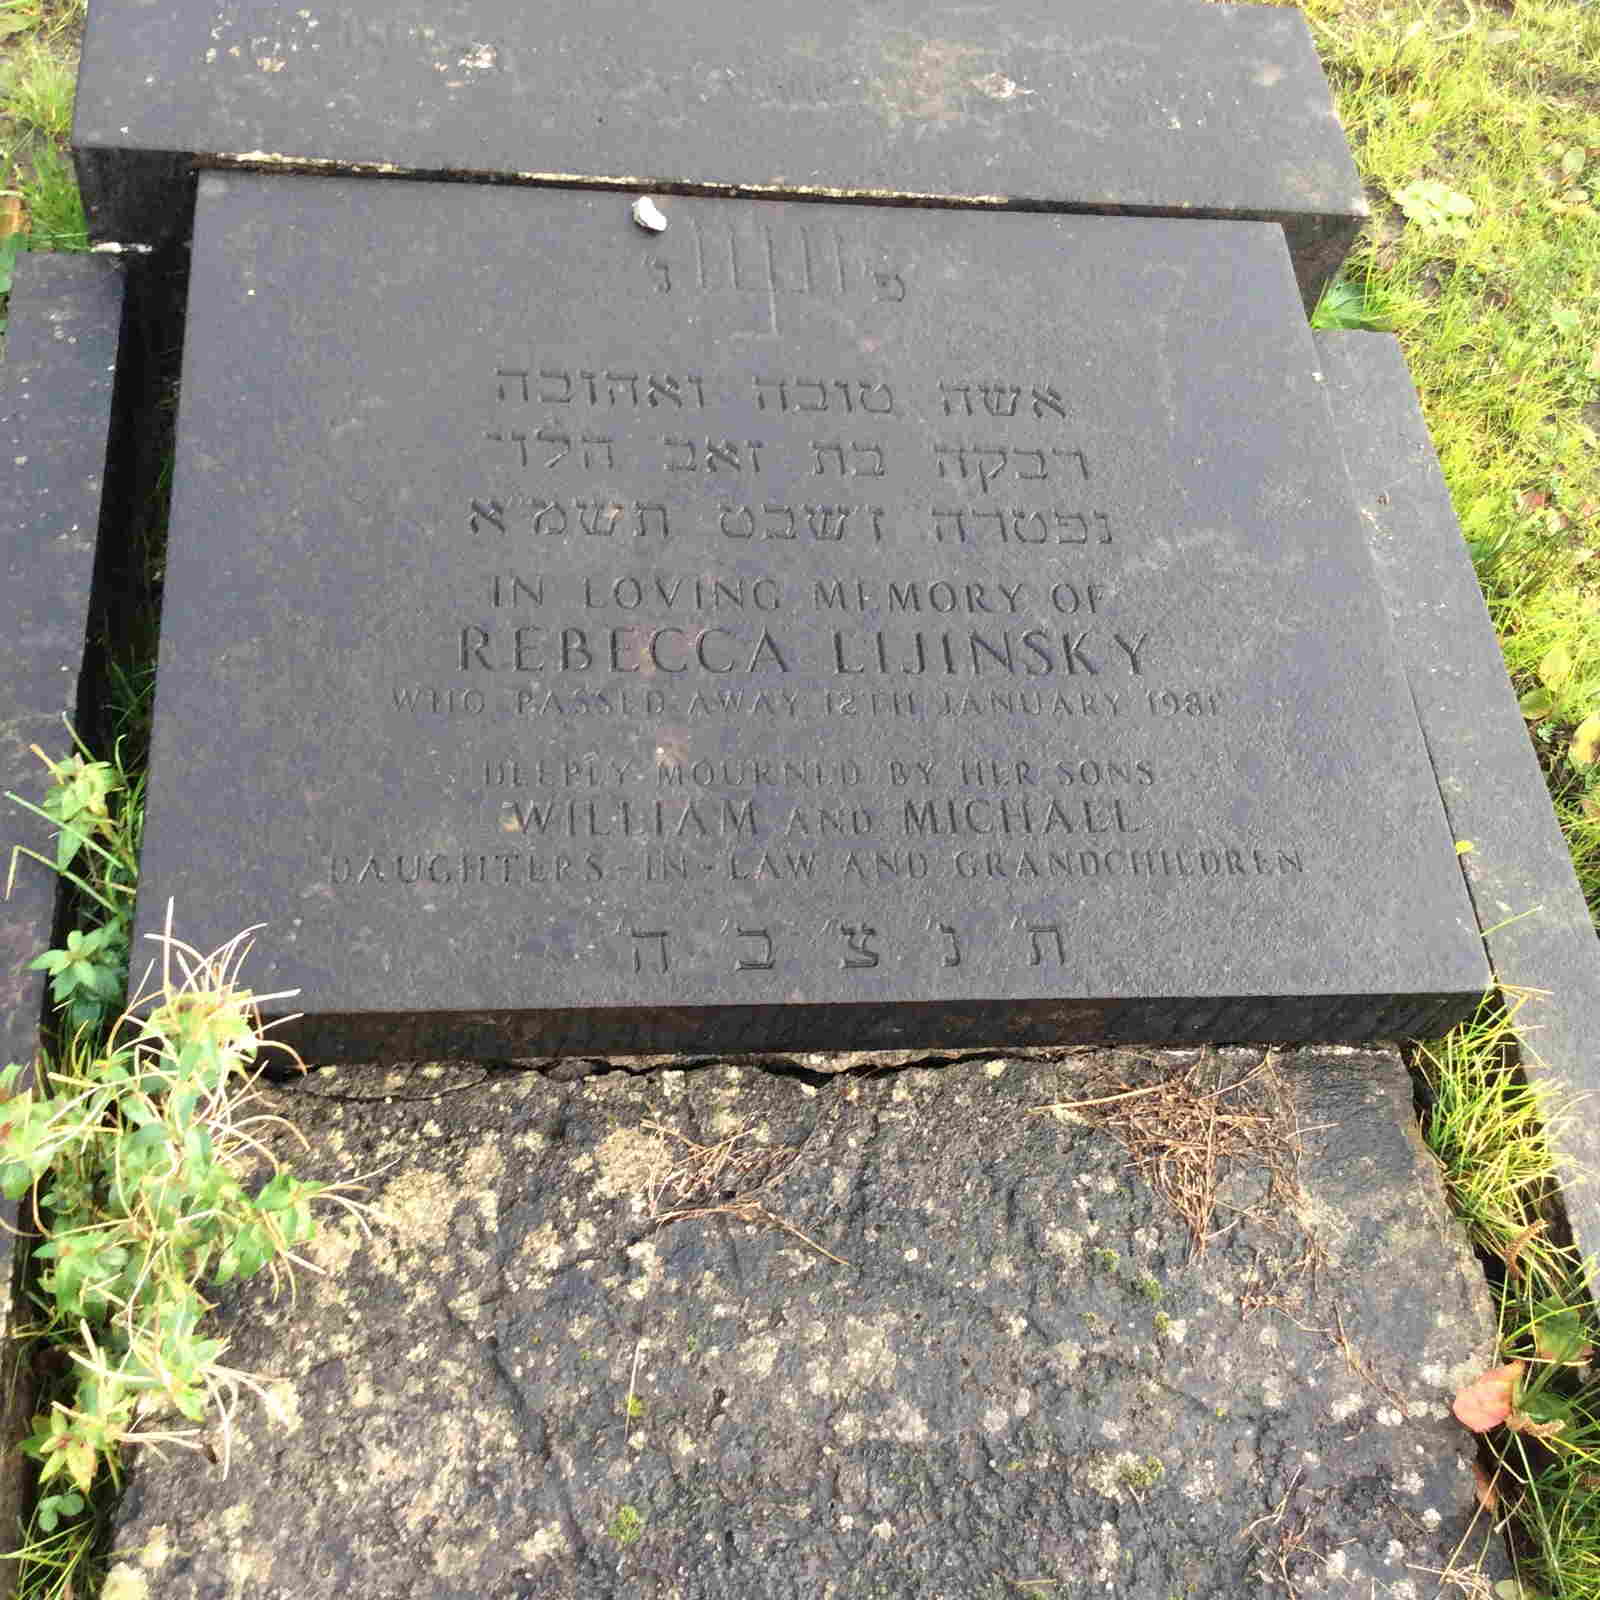 פ' נ'
אשה טובה ואהובה
רבקה בת זאב הלוי
נפטרה ז' שבט תשמ"א
IN LOVING MEMORY OF
REBECCA LIJINSKY
WHO PASSED AWAY 12TH JANUARY 1981
DEEPLY MOURNED BY HER SONS
WILLIAM AND MICHALL
DAUGHTERS-IN-LAW AND GRANDCHILDREN
ת' נ' צ' ב' ה'